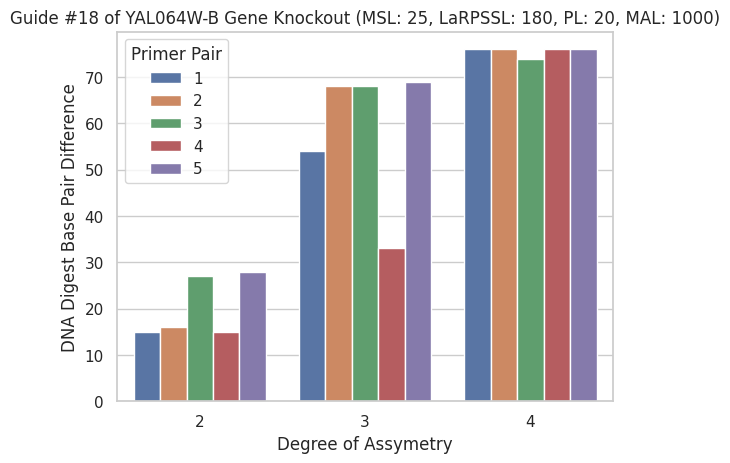 Guide #18 of YAL064W-B Gene Knockout (MSL: 25, LaRPSSL: 180, PL: 20, MAL: 1000)
Primer Pair
1
2
3
4
5
DNA Digest Base Pair Difference
70
60
50
40
30
20
10
0
2 3 4
Degree of Assymetry